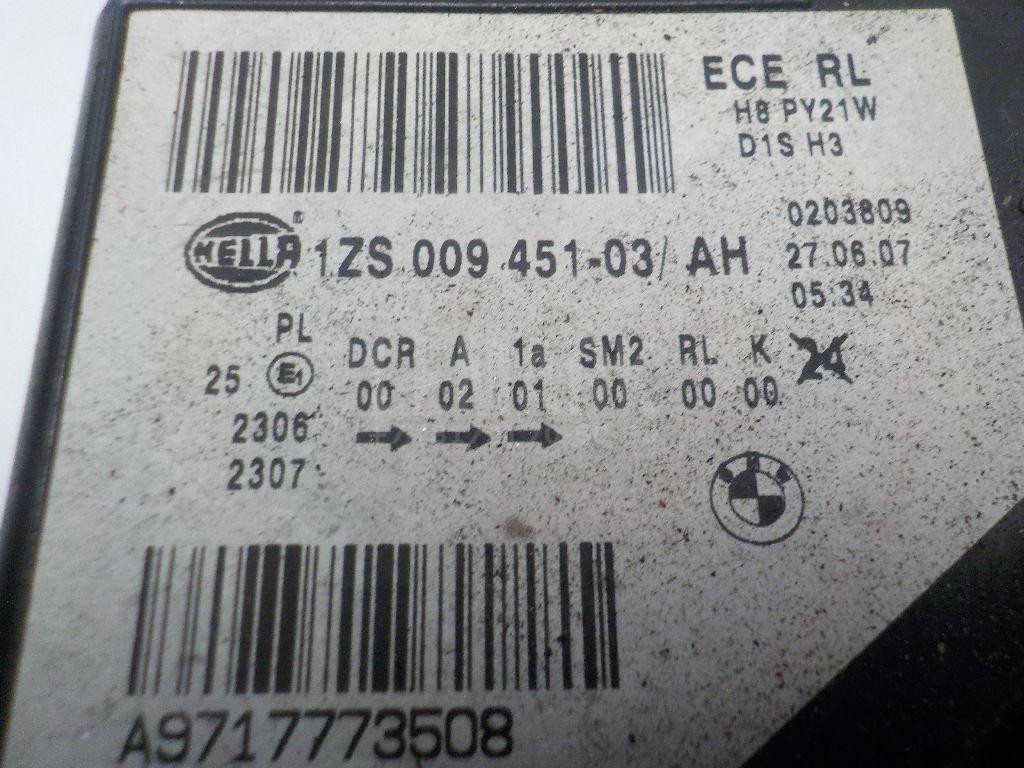 ECE RL
H8 PY21W
D1S H3
HELLA ® 1ZS 009 451-03/ AH
0203809
27.06.07
05:34
PL
25 E1
2306
2307
DCR A 1a SM2 RL K 24
00 02 01 00 00 00
BMW
A9717773508